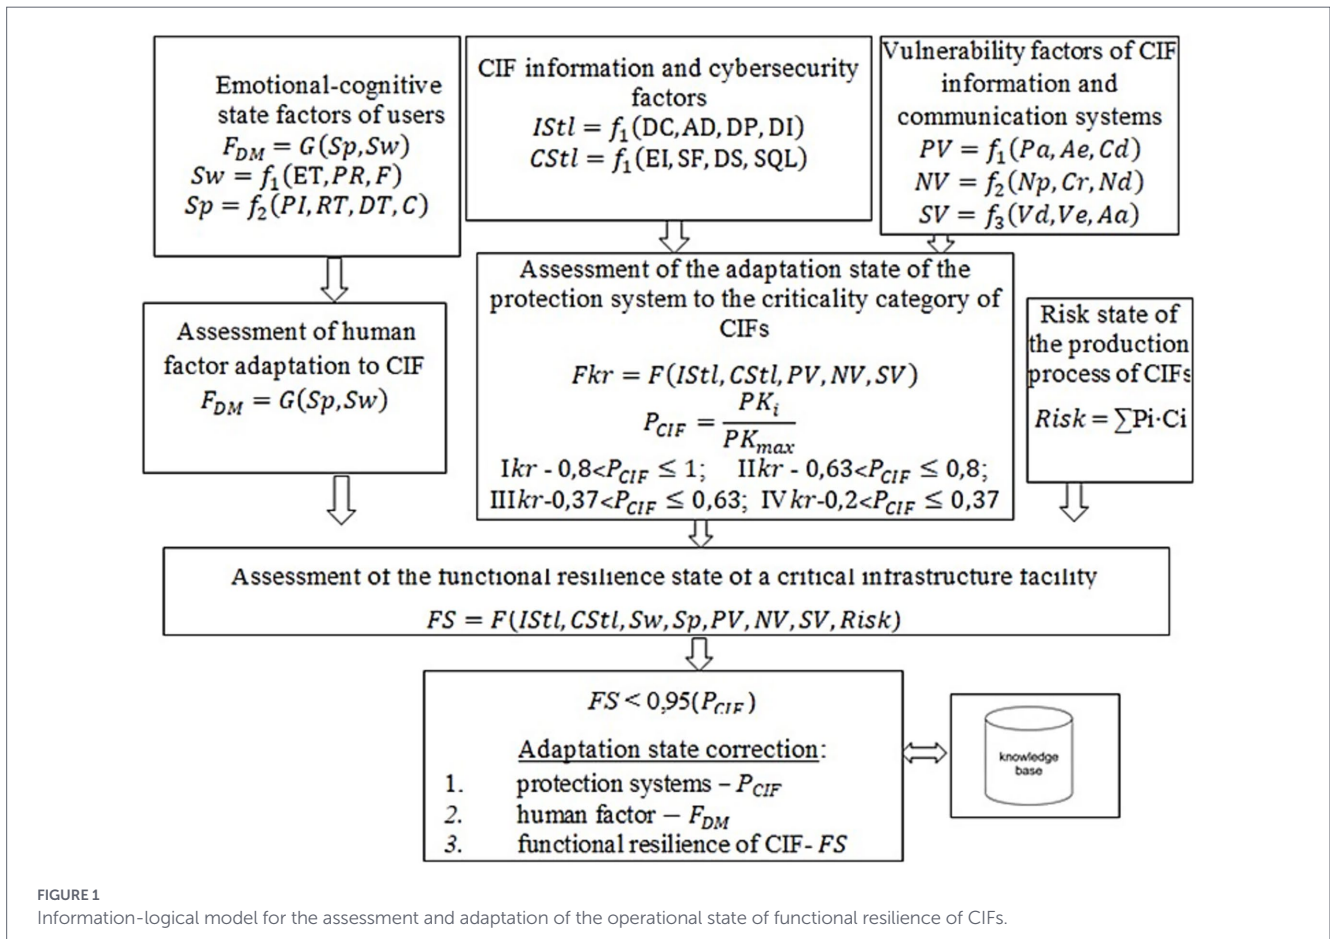 Emotional-cognitive
state factors of users
F_DM = G(Sp,Sw)
Sw = f₁(ET,PR,F)
Sp = f₂(PI,RT,DT,C)
CIF information and cybersecurity
factors
IStl = f₁(DC,AD,DP,DI)
CStl = f₁(EI,SF,DS,SQL)
Vulnerability factors of CIF
information and
communication systems
PV = f₁(Pa,Ae,Cd)
NV = f₂(Np,Cr,Nd)
SV = f₃(Vd,Ve,Aa)
Assessment of human
factor adaptation to CIF
F_DM = G(Sp,Sw)
Assessment of the adaptation state of the
protection system to the criticality category of
CIFs
Fkr = F(IStl,CStl,PV,NV,SV)
P_CIF = PK_i / PK_max
Ikr - 0,8<P_CIF ≤ 1; IIkr - 0,63<P_CIF ≤ 0,8;
IIIkr-0,37<P_CIF ≤ 0,63; IVkr-0,2<P_CIF ≤ 0,37
Risk state of
the production
process of CIFs
Risk = ∑Pi·Ci
Assessment of the functional resilience state of a critical infrastructure facility
FS = F(IStl,CStl,Sw,Sp,PV,NV,SV,Risk)
FS < 0,95(P_CIF)
Adaptation state correction:
1. protection systems – P_CIF
2. human factor – F_DM
3. functional resilience of CIF- FS
knowledge
base
FIGURE 1
Information-logical model for the assessment and adaptation of the operational state of functional resilience of CIFs.